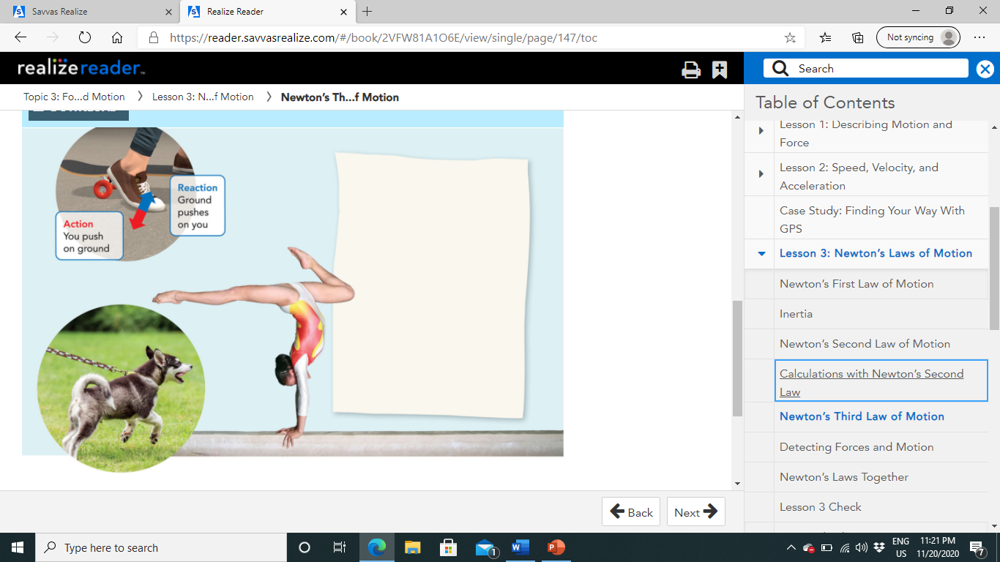 Savvas Realize
Realize Reader
https://reader.savvasrealize.com/#/book/2VFW81A1O6E/view/single/page/147/toc
Not syncing
realizereader™
Search
Topic 3: Fo...d Motion
Lesson 3: N...f Motion
Newton's Th...f Motion
Table of Contents
Lesson 1: Describing Motion and
Force
Lesson 2: Speed, Velocity, and
Acceleration
Case Study: Finding Your Way With
GPS
Lesson 3: Newton's Laws of Motion
Newton's First Law of Motion
Inertia
Newton's Second Law of Motion
Calculations with Newton's Second
Law
Newton's Third Law of Motion
Detecting Forces and Motion
Newton's Laws Together
Lesson 3 Check
Reaction
Ground
pushes
on you
Action
You push
on ground
Back
Next
Type here to search
1
ENG
US
11:21 PM
11/20/2020
7